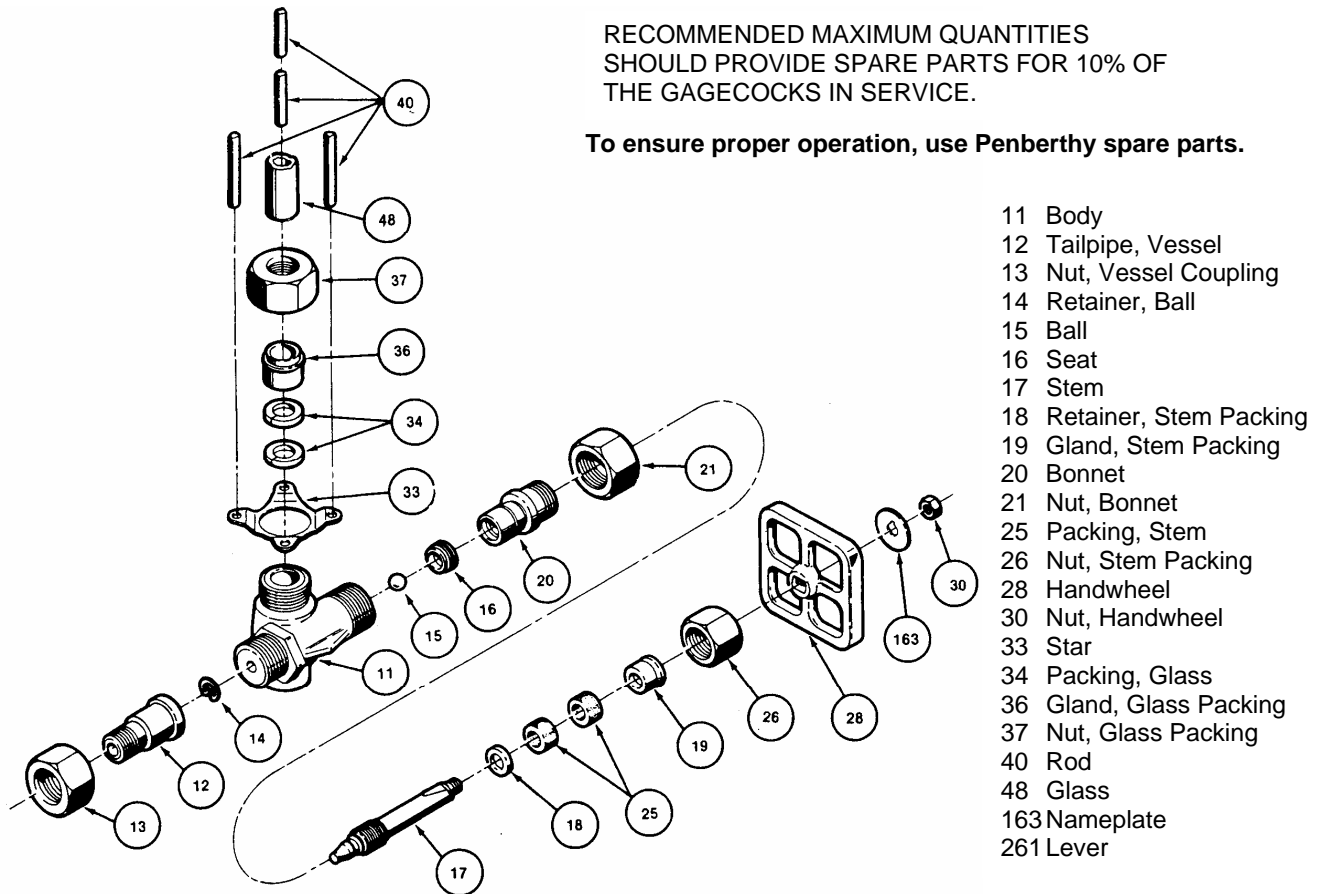 RECOMMENDED MAXIMUM QUANTITIES
SHOULD PROVIDE SPARE PARTS FOR 10% OF
THE GAGECOCKS IN SERVICE.
To ensure proper operation, use Penberthy spare parts.
40
48
37
36
34
33
21
20
16
15
11
14
12
13
30
163
28
26
19
25
18
17
11 Body
12 Tailpipe, Vessel
13 Nut, Vessel Coupling
14 Retainer, Ball
15 Ball
16 Seat
17 Stem
18 Retainer, Stem Packing
19 Gland, Stem Packing
20 Bonnet
21 Nut, Bonnet
25 Packing, Stem
26 Nut, Stem Packing
28 Handwheel
30 Nut, Handwheel
33 Star
34 Packing, Glass
36 Gland, Glass Packing
37 Nut, Glass Packing
40 Rod
48 Glass
163 Nameplate
261 Lever